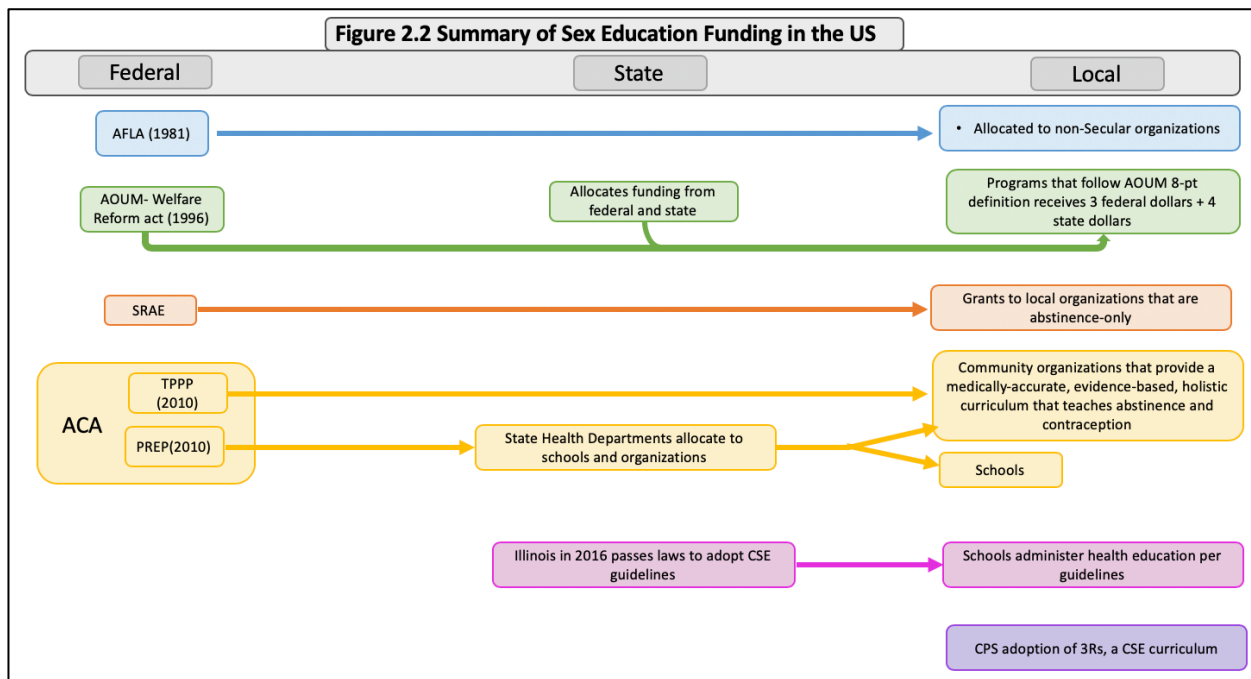 Figure 2.2 Summary of Sex Education Funding in the US
Federal
State
Local
AFLA (1981)
• Allocated to non-Secular organizations
AOUM- Welfare
Reform act (1996)
Allocates funding from
federal and state
Programs that follow AOUM 8-pt
definition receives 3 federal dollars + 4
state dollars
SRAE
Grants to local organizations that are
abstinence-only
ACA
TPPP
(2010)
PREP(2010)
State Health Departments allocate to
schools and organizations
Community organizations that provide a
medically-accurate, evidence-based, holistic
curriculum that teaches abstinence and
contraception
Schools
Illinois in 2016 passes laws to adopt CSE
guidelines
Schools administer health education per
guidelines
CPS adoption of 3Rs, a CSE curriculum